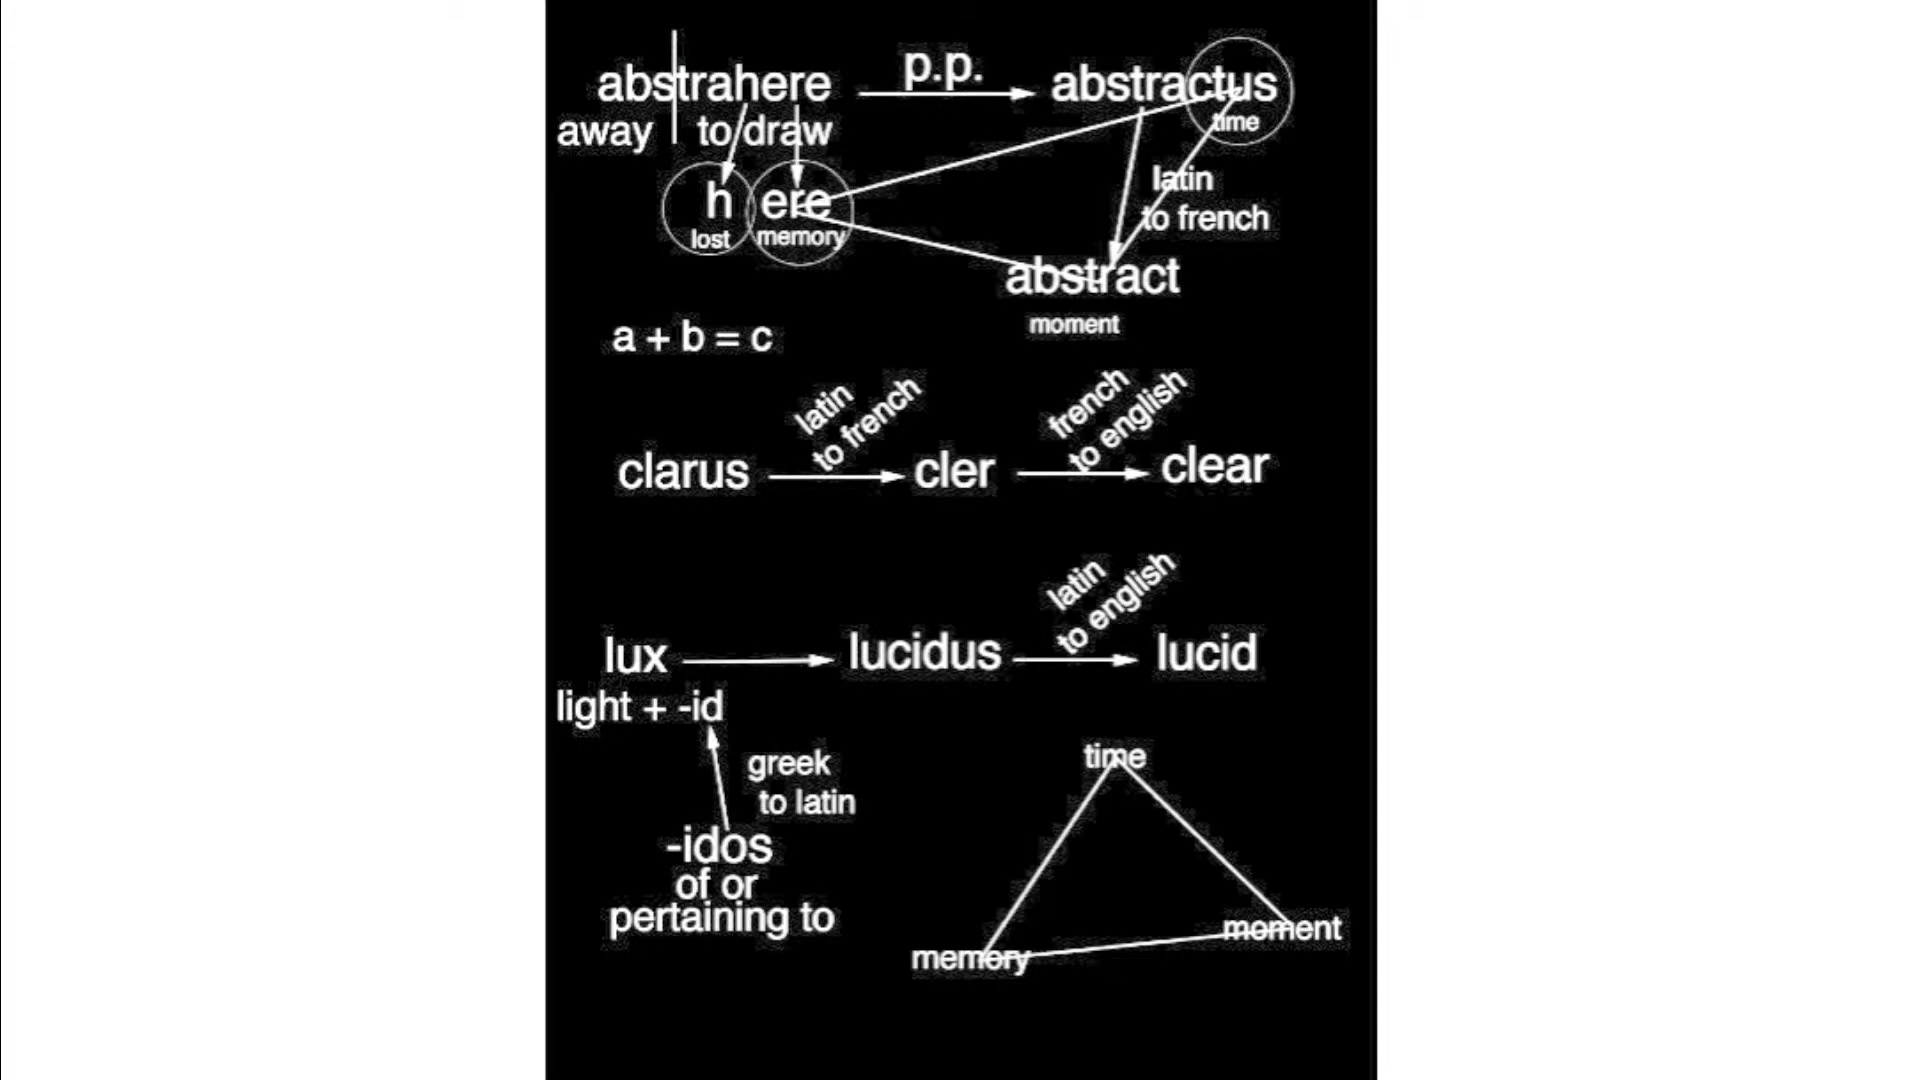 abstrahere
p.p.
abstractus
away
to draw
time
h
ere
lost
memory
latin
to french
abstract
moment
a + b = c
latin
to french
french
to english
clarus
cler
clear
latin
to english
lux
lucidus
lucid
light + -id
greek
to latin
-idos
of or
pertaining to
time
moment
memory